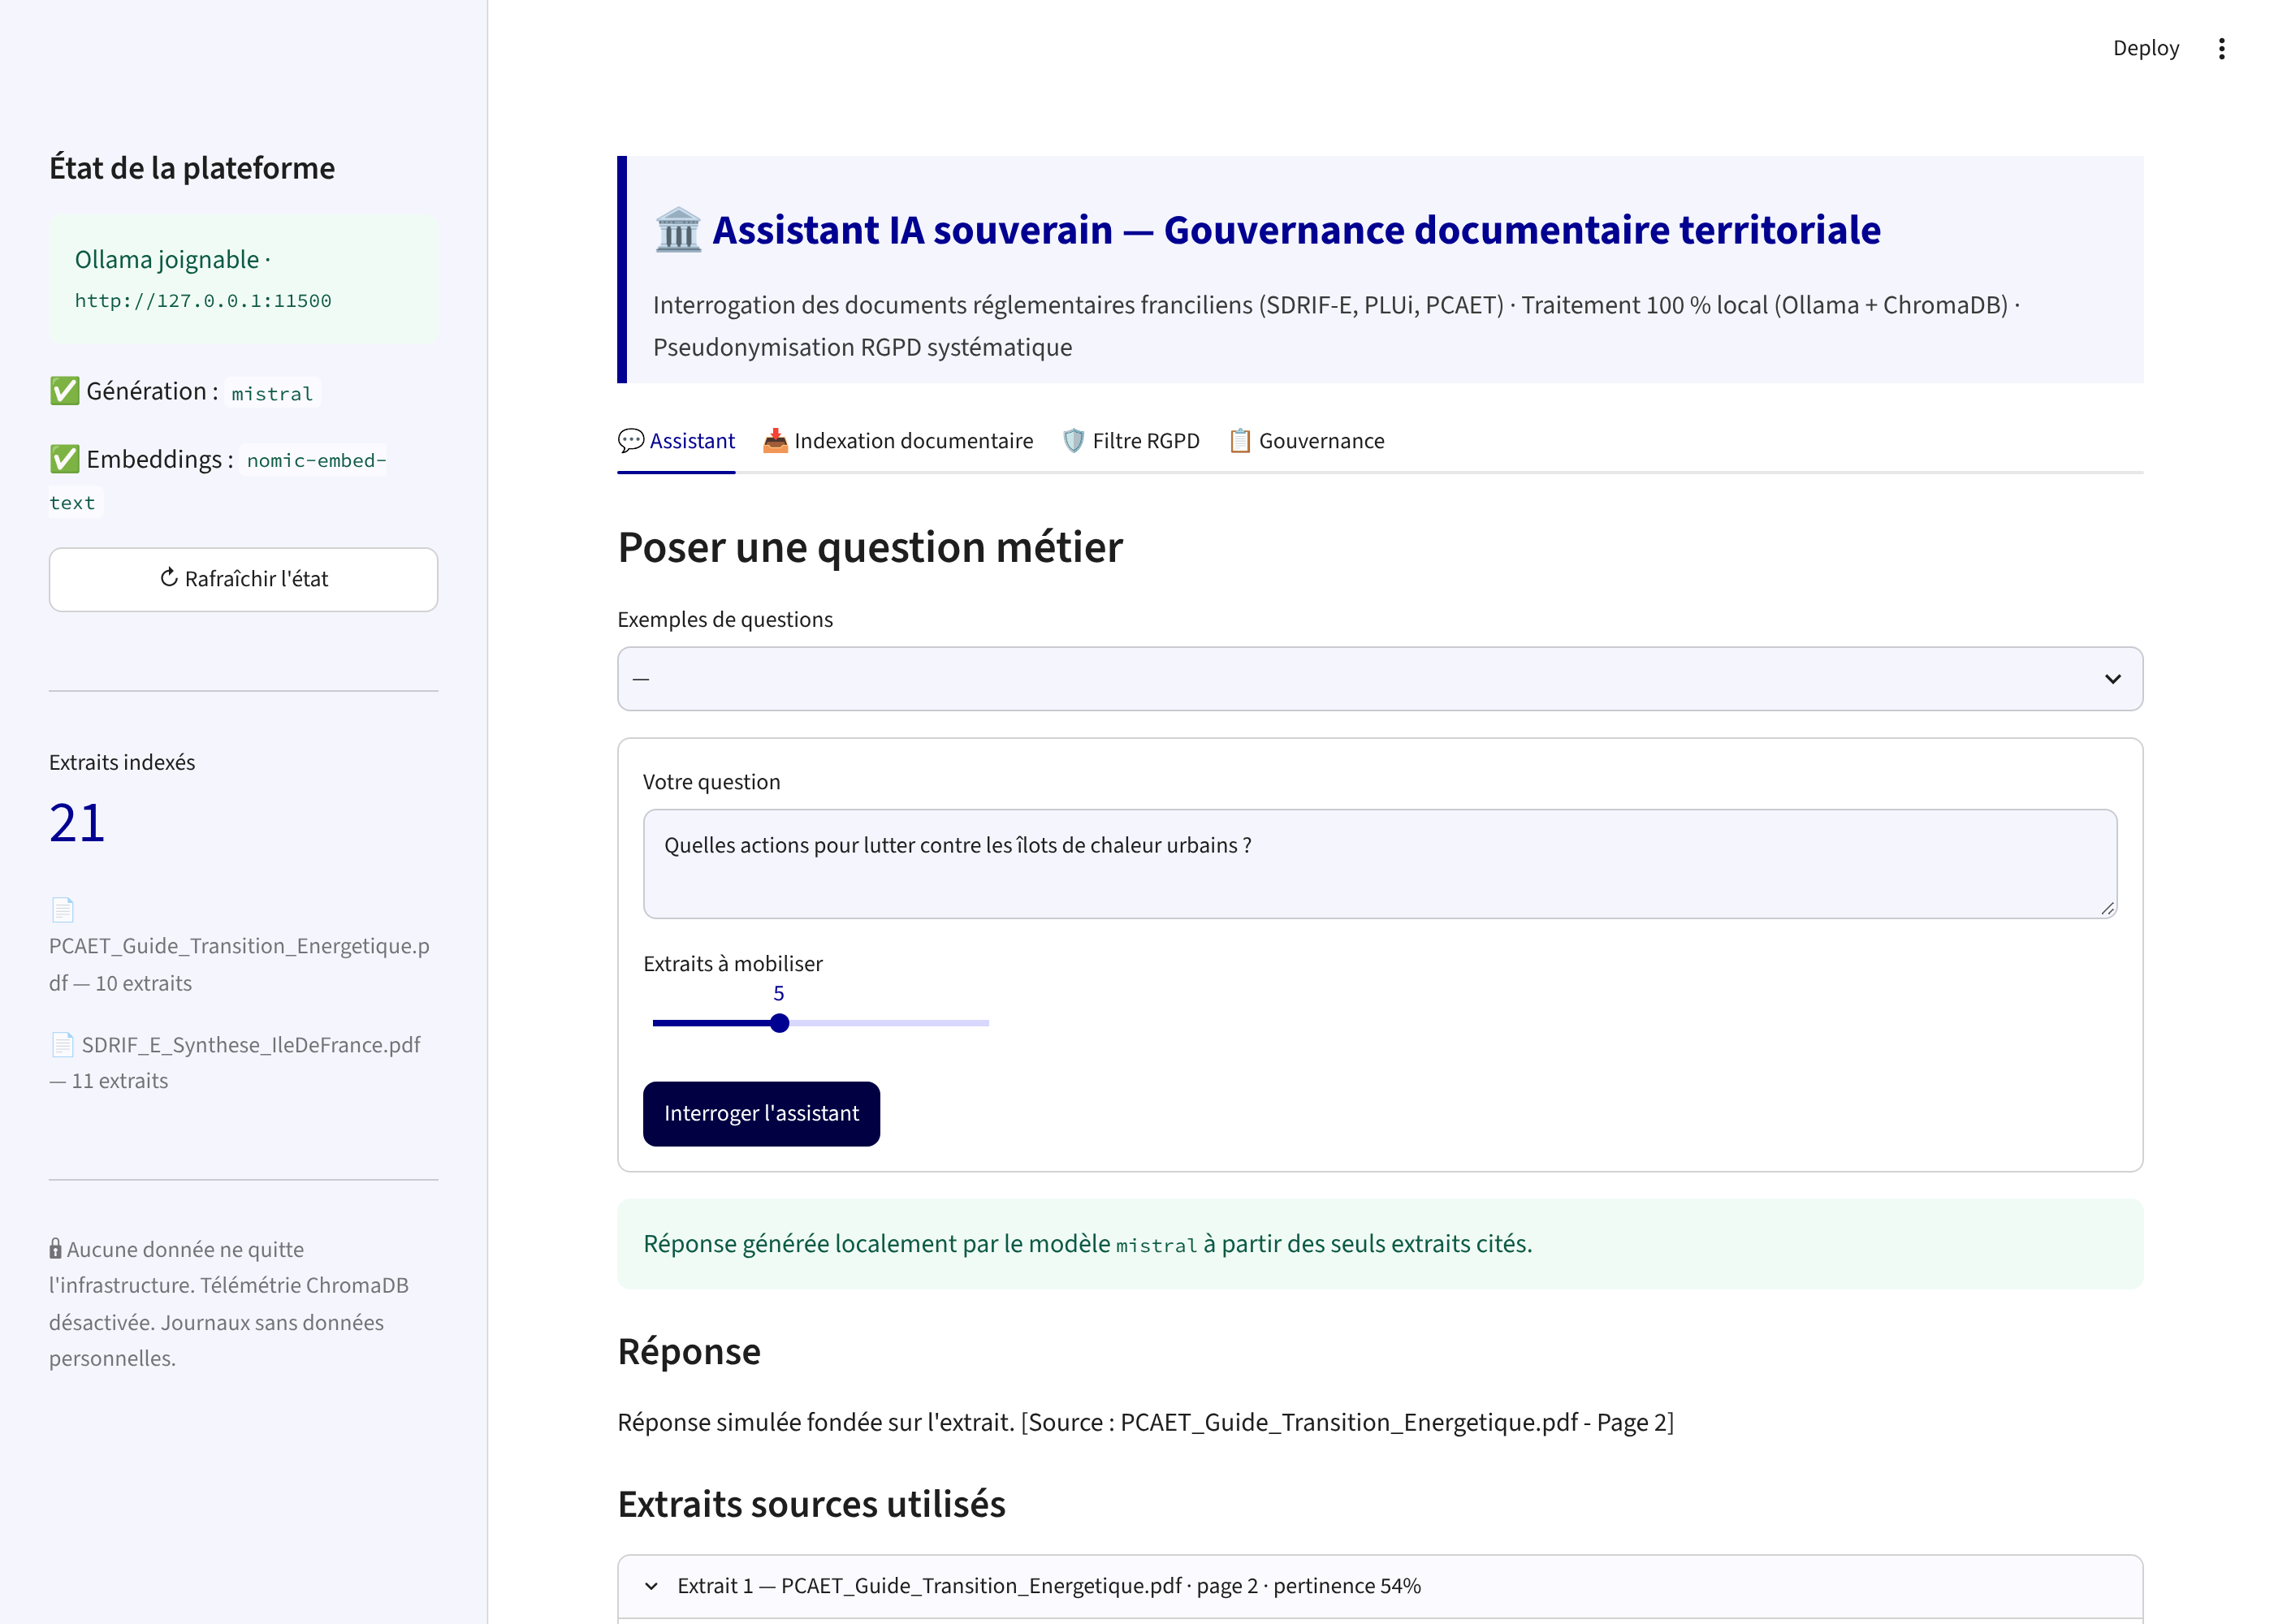 Deploy
État de la plateforme
Ollama joignable ·
http://127.0.0.1:11500
Génération : mistral
Embeddings : nomic-embed-
text
Rafraîchir l'état
Extraits indexés
21
PCAET_Guide_Transition_Energetique.p
df — 10 extraits
SDRIF_E_Synthese_IleDeFrance.pdf
— 11 extraits
Aucune donnée ne quitte
l'infrastructure. Télémétrie ChromaDB
désactivée. Journaux sans données
personnelles.
Assistant IA souverain — Gouvernance documentaire territoriale
Interrogation des documents réglementaires franciliens (SDRIF-E, PLUi, PCAET) · Traitement 100 % local (Ollama + ChromaDB) ·
Pseudonymisation RGPD systématique
Assistant
Indexation documentaire
Filtre RGPD
Gouvernance
Poser une question métier
Exemples de questions
—
Votre question
Quelles actions pour lutter contre les îlots de chaleur urbains ?
Extraits à mobiliser
5
Interroger l'assistant
Réponse générée localement par le modèle mistral à partir des seuls extraits cités.
Réponse
Réponse simulée fondée sur l'extrait. [Source : PCAET_Guide_Transition_Energetique.pdf - Page 2]
Extraits sources utilisés
Extrait 1 — PCAET_Guide_Transition_Energetique.pdf · page 2 · pertinence 54%